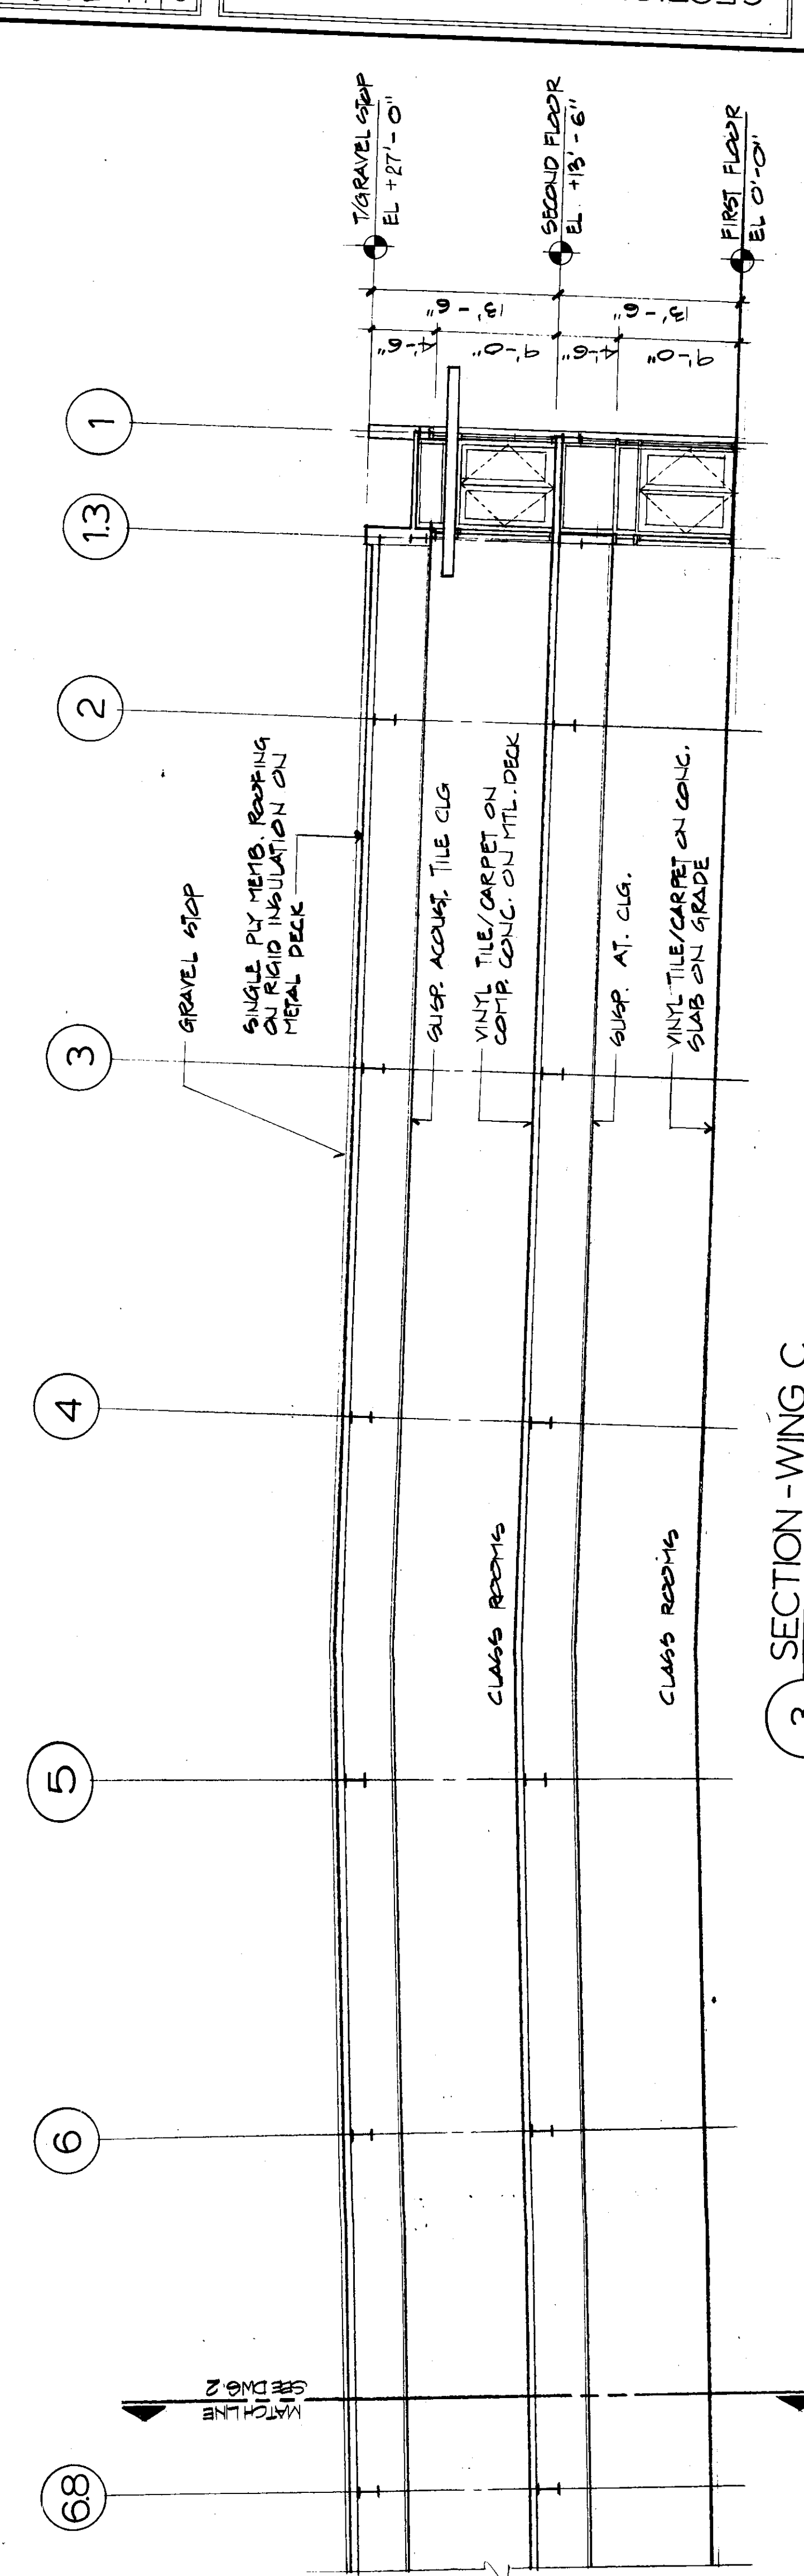 T/GRAVEL STOP
EL +27'-0"
SECOND FLOOR
EL. +13'-6"
FIRST FLOOR
EL 0'-0"
13'-6"
13'-6"
4'-6"
9'-0"
4'-6"
9'-0"
1
1.3
2
3
4
5
6
6.8
GRAVEL STOP
SINGLE PLY MEMB. ROOFING
ON RIGID INSULATION ON
METAL DECK
SUSP. ACOUST. TILE CLG
VINYL TILE/CARPET ON
COMP. CONC. ON MTL. DECK
SUSP. AT. CLG.
VINYL TILE/CARPET ON CONC.
SLAB ON GRADE
CLASS ROOMS
CLASS ROOMS
MATCH LINE
SEE DWG. 2
SECTION - WING C